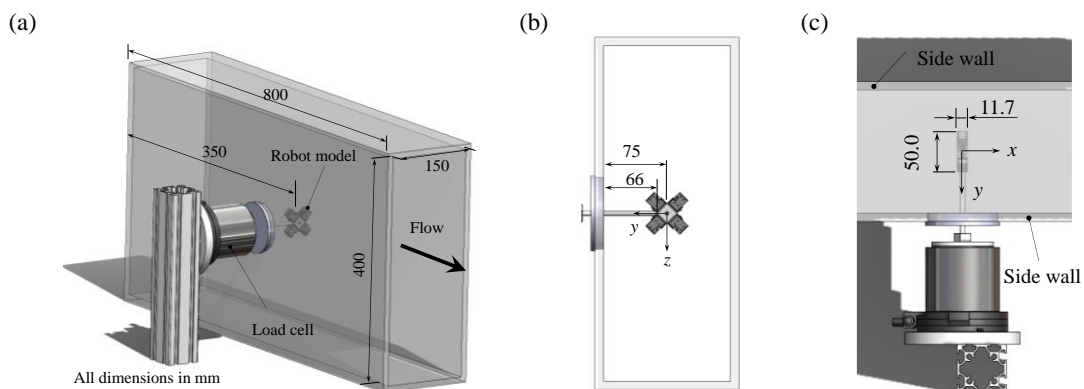 (a)
800
350
Robot model
150
Flow
400
Load cell
All dimensions in mm
(b)
75
66
y
z
(c)
Side wall
11.7
50.0
x
y
Side wall